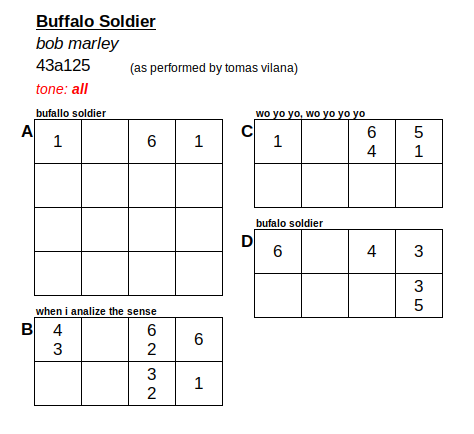 Buffalo Soldier
bob marley
43a125 (as performed by tomas vilana)
tone: all
bufallo soldier
A 1 6 1
when i analize the sense
B 4 3 6 2 6
3 2 1
wo yo yo, wo yo yo yo
C 1 6 4 5 1
bufalo soldier
D 6 4 3
3 5